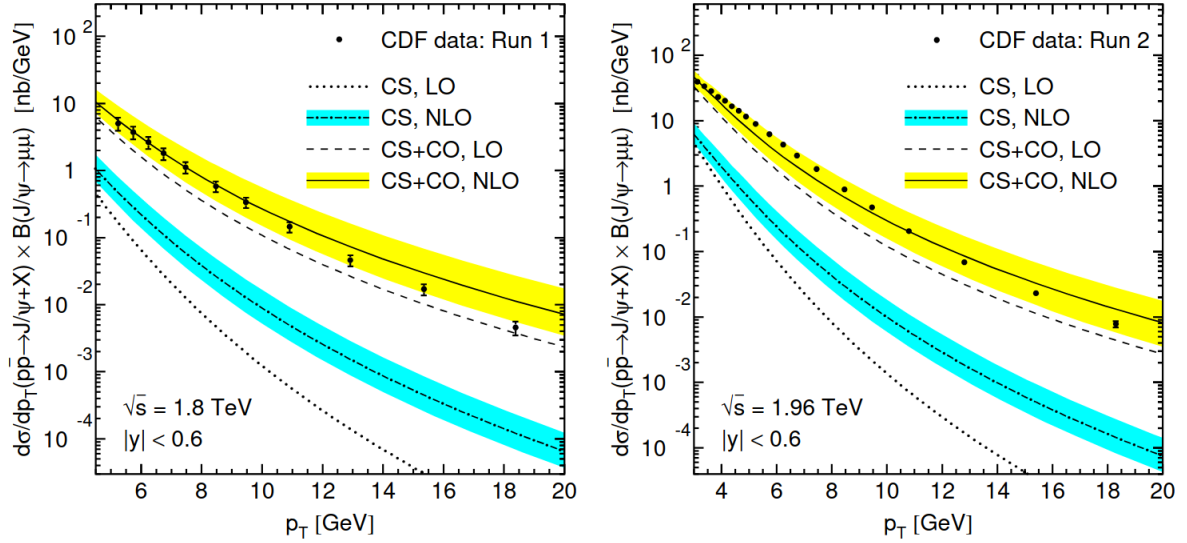 dσ/dp_T(pp̄→J/ψ+X) × B(J/ψ→μμ) [nb/GeV]
10^2
10
1
10^-1
10^-2
10^-3
10^-4
CDF data: Run 1
CS, LO
CS, NLO
CS+CO, LO
CS+CO, NLO
√s = 1.8 TeV
|y| < 0.6
6 8 10 12 14 16 18 20
p_T [GeV]
dσ/dp_T(pp̄→J/ψ+X) × B(J/ψ→μμ) [nb/GeV]
10^2
10
1
10^-1
10^-2
10^-3
10^-4
CDF data: Run 2
CS, LO
CS, NLO
CS+CO, LO
CS+CO, NLO
√s = 1.96 TeV
|y| < 0.6
4 6 8 10 12 14 16 18 20
p_T [GeV]